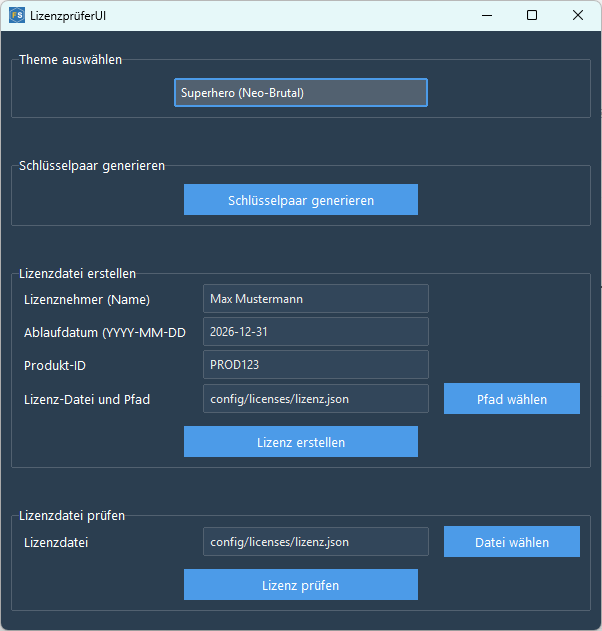 FS LizenzprüferUI
Theme auswählen
Superhero (Neo-Brutal)
Schlüsselpaar generieren
Schlüsselpaar generieren
Lizenzdatei erstellen
Lizenznehmer (Name) Max Mustermann
Ablaufdatum (YYYY-MM-DD 2026-12-31
Produkt-ID PROD123
Lizenz-Datei und Pfad config/licenses/lizenz.json Pfad wählen
Lizenz erstellen
Lizenzdatei prüfen
Lizenzdatei config/licenses/lizenz.json Datei wählen
Lizenz prüfen